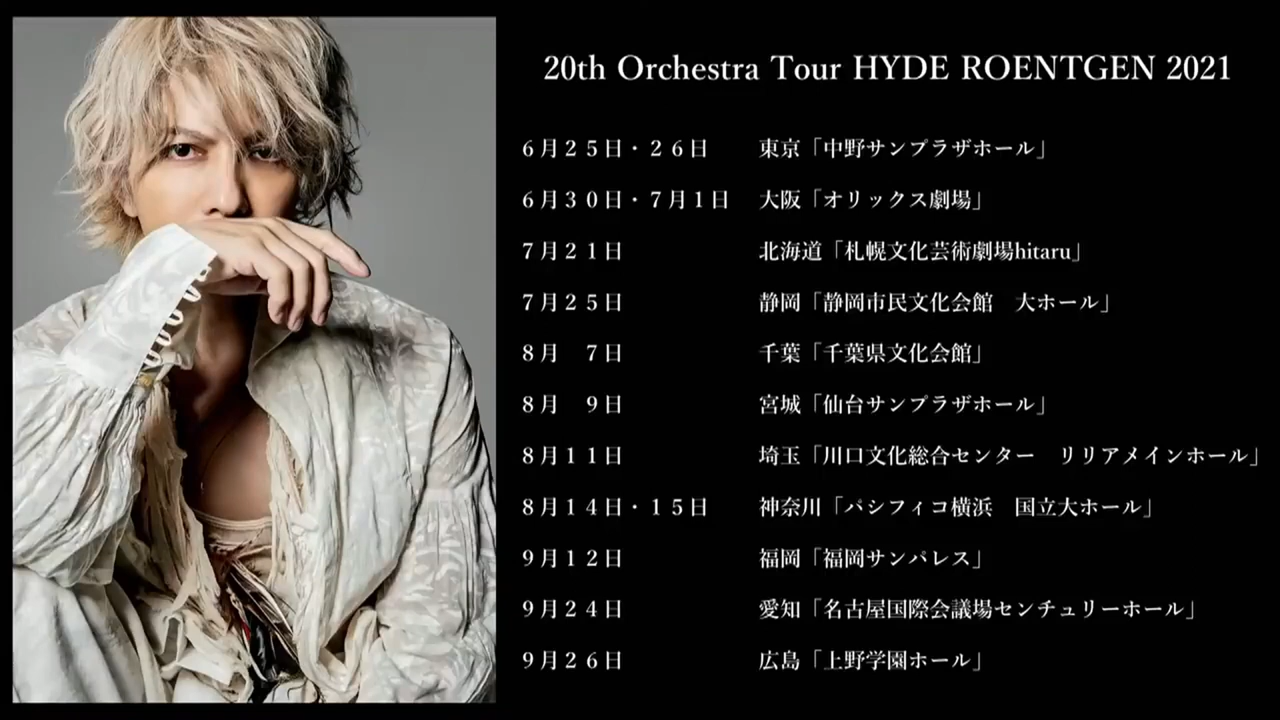 20th Orchestra Tour HYDE ROENTGEN 2021
６月２５日・２６日　東京「中野サンプラザホール」
６月３０日・７月１日　大阪「オリックス劇場」
７月２１日　北海道「札幌文化芸術劇場hitaru」
７月２５日　静岡「静岡市民文化会館　大ホール」
８月　７日　千葉「千葉県文化会館」
８月　９日　宮城「仙台サンプラザホール」
８月１１日　埼玉「川口文化総合センター　リリアメインホール」
８月１４日・１５日　神奈川「パシフィコ横浜　国立大ホール」
９月１２日　福岡「福岡サンパレス」
９月２４日　愛知「名古屋国際会議場センチュリーホール」
９月２６日　広島「上野学園ホール」